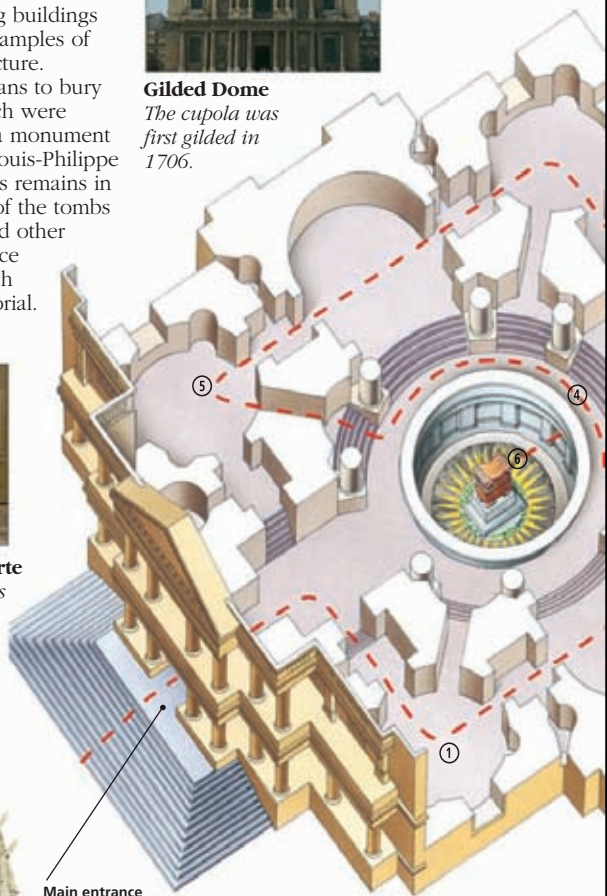 g buildings
amples of
cture.
ans to bury
ch were
a monument
ouis-Philippe
s remains in
of the tombs
d other
ce
h
orial.
Gilded Dome
The cupola was
first gilded in
1706.
rte
s
5
4
6
1
Main entrance